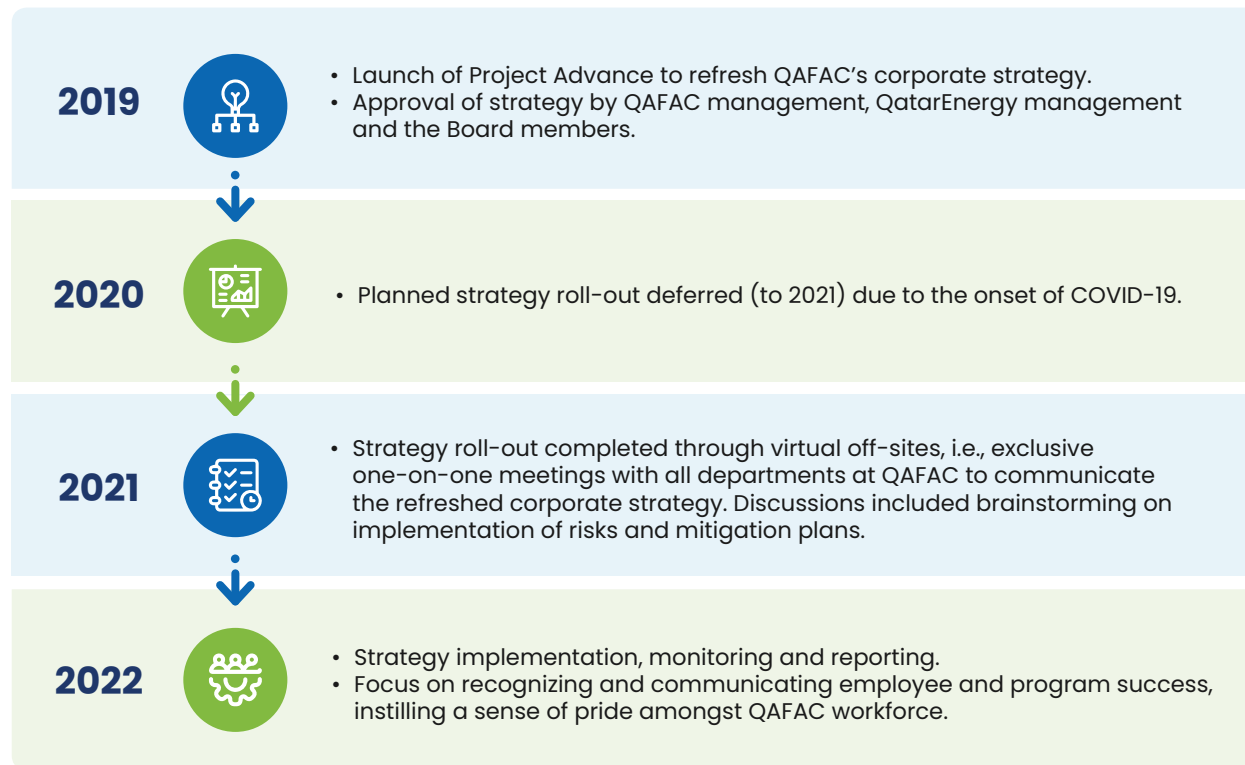 2019
• Launch of Project Advance to refresh QAFAC's corporate strategy.
• Approval of strategy by QAFAC management, QatarEnergy management
and the Board members.
2020
• Planned strategy roll-out deferred (to 2021) due to the onset of COVID-19.
2021
• Strategy roll-out completed through virtual off-sites, i.e., exclusive
one-on-one meetings with all departments at QAFAC to communicate
the refreshed corporate strategy. Discussions included brainstorming on
implementation of risks and mitigation plans.
2022
• Strategy implementation, monitoring and reporting.
• Focus on recognizing and communicating employee and program success,
instilling a sense of pride amongst QAFAC workforce.